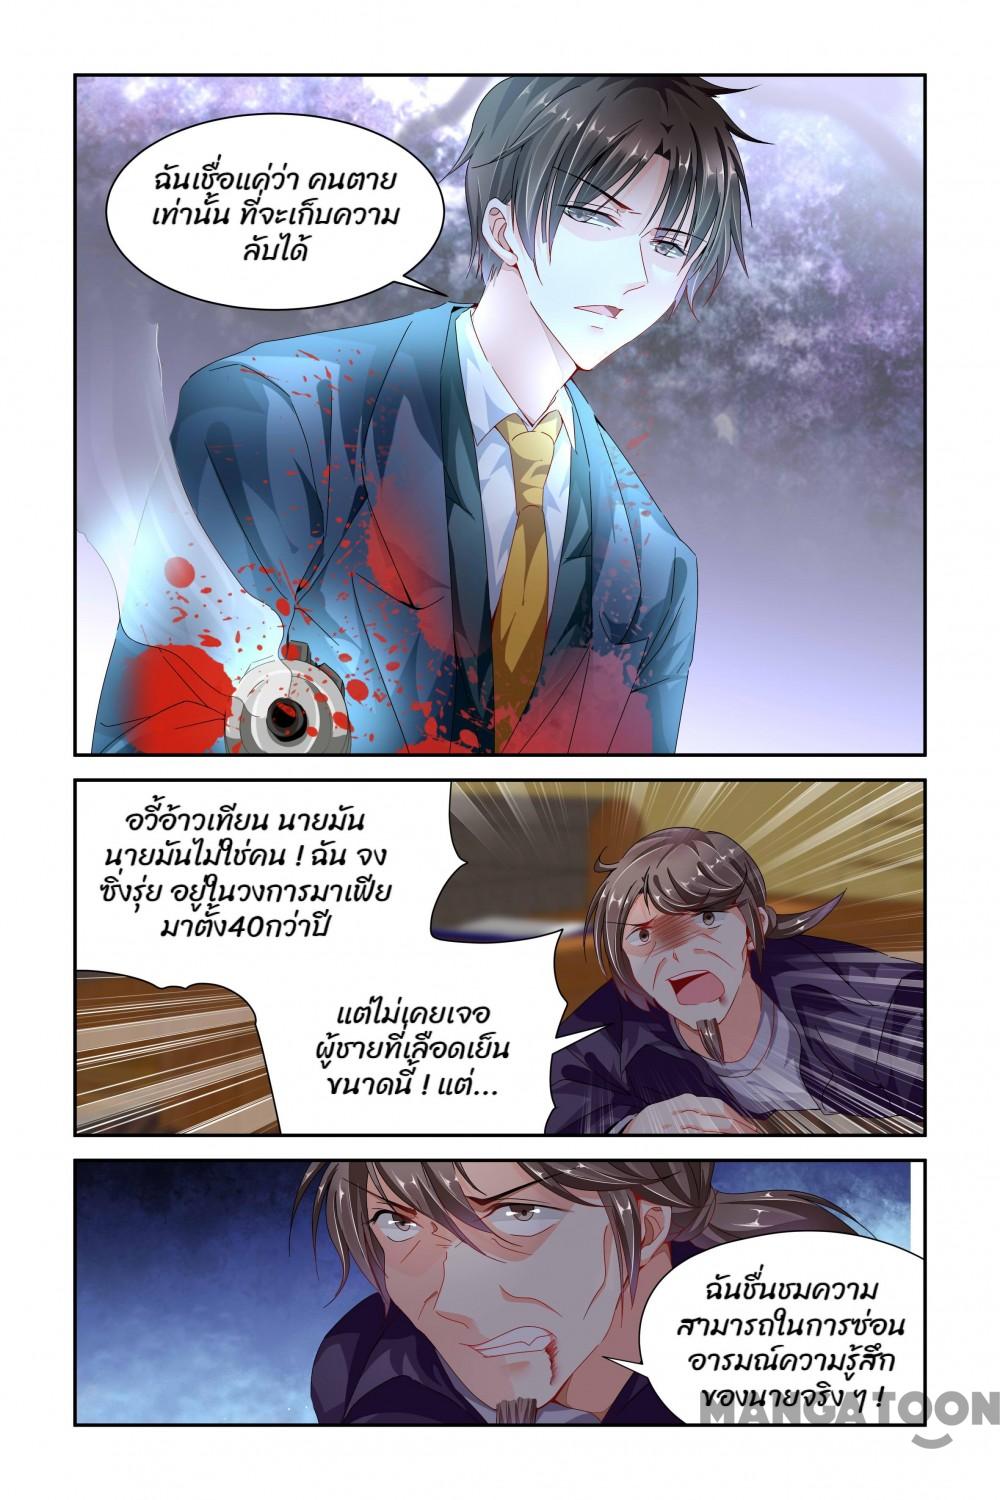 ฉันเชื่อแค่ว่า คนตาย
เท่านั้น ที่จะเก็บความ
ลับได้
อวี้อ้าวเทียน นายมัน
นายมันไม่ใช่คน ! ฉัน จง
ซิ่งรุ่ย อยู่ในวงการมาเฟีย
มาตั้ง40กว่าปี
แต่ไม่เคยเจอ
ผู้ชายที่เลือดเย็น
ขนาดนี้ ! แต่...
ฉันชื่นชมความ
สามารถในการซ่อน
อารมณ์ความรู้สึก
ของนายจริง ๆ !
MANGATOON